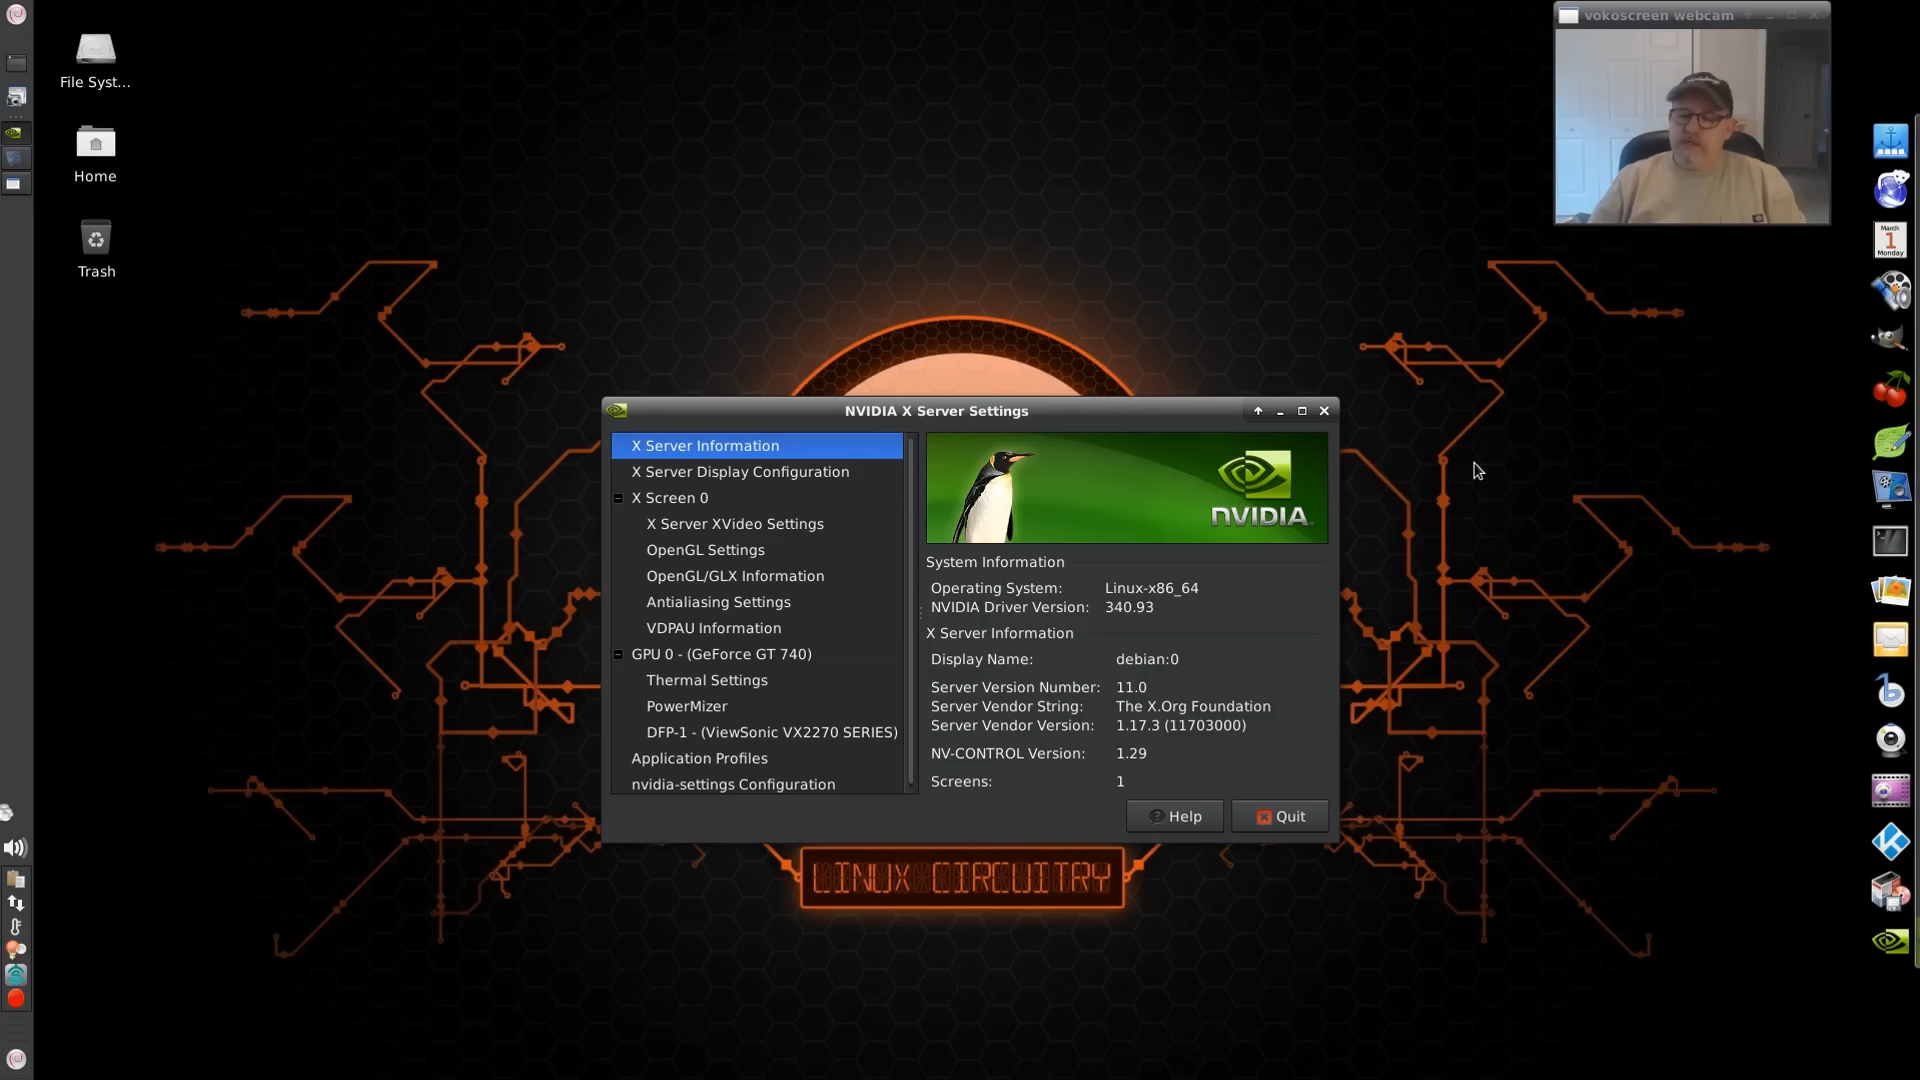 vokoscreen webcam
File Syst...
Home
Trash
March
1
Monday
NVIDIA X Server Settings
X Server Information
X Server Display Configuration
X Screen 0
X Server XVideo Settings
OpenGL Settings
OpenGL/GLX Information
Antialiasing Settings
VDPAU Information
GPU 0 - (GeForce GT 740)
Thermal Settings
PowerMizer
DFP-1 - (ViewSonic VX2270 SERIES)
Application Profiles
nvidia-settings Configuration
NVIDIA
System Information
Operating System: Linux-x86_64
NVIDIA Driver Version: 340.93
X Server Information
Display Name: debian:0
Server Version Number: 11.0
Server Vendor String: The X.Org Foundation
Server Vendor Version: 1.17.3 (11703000)
NV-CONTROL Version: 1.29
Screens: 1
Help
Quit
LINUX CIRCUITRY